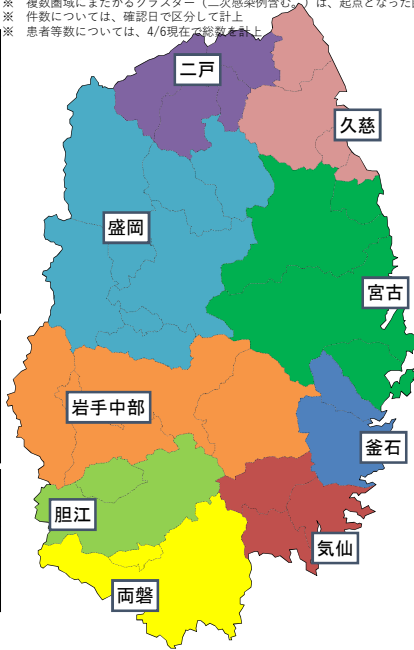 ※ 複数圏域にまたがるクラスター（二次感染例含む。）は、起点となった
※ 件数については、確認日で区分して計上
※ 患者等数については、4/6現在で総数を計上
二戸
久慈
盛岡
宮古
岩手中部
釜石
胆江
気仙
両磐